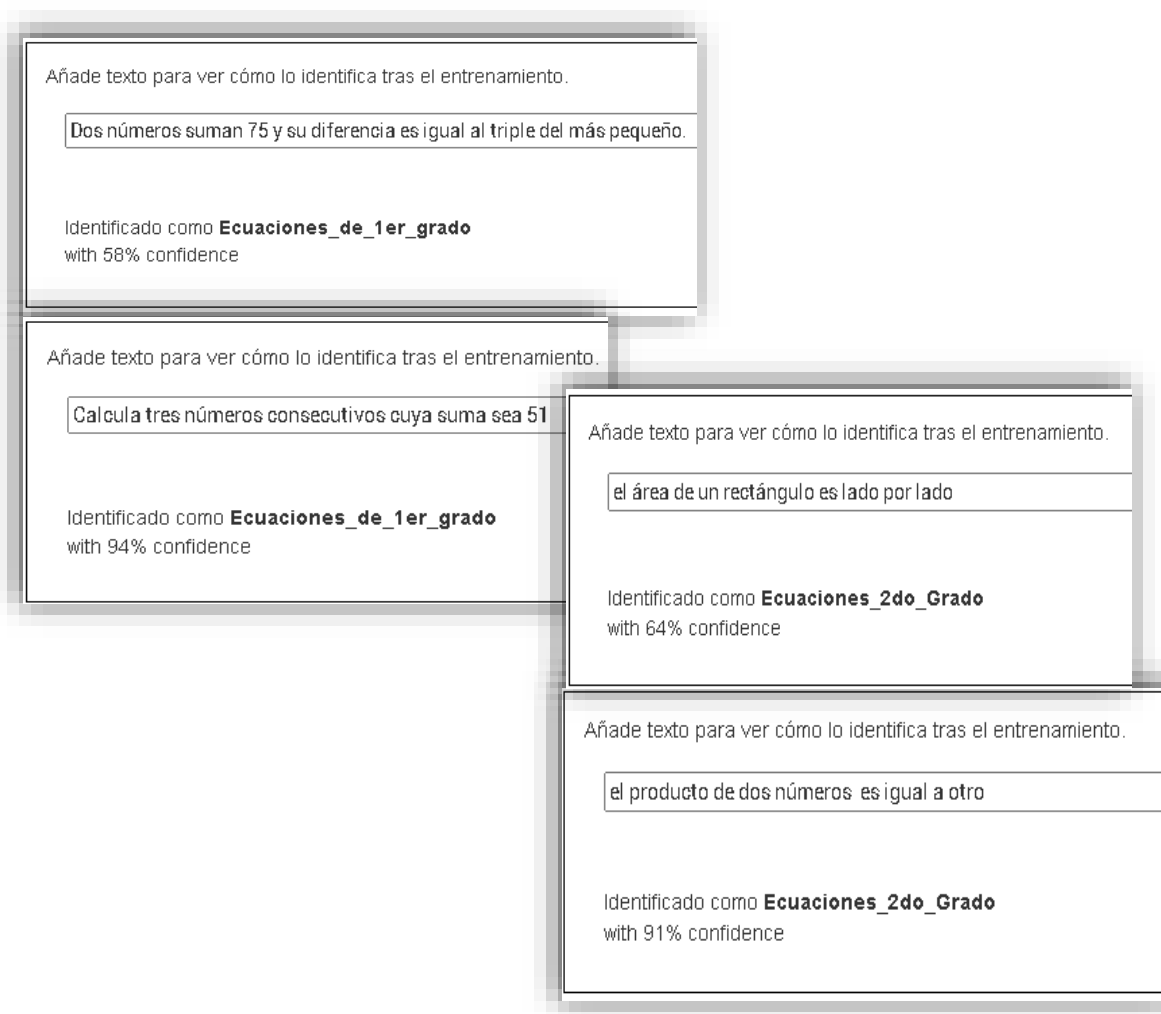 Añade texto para ver cómo lo identifica tras el entrenamiento.
Dos números suman 75 y su diferencia es igual al triple del más pequeño.
Identificado como Ecuaciones_de_1er_grado
with 58% confidence
Añade texto para ver cómo lo identifica tras el entrenamiento.
Calcula tres números consecutivos cuya suma sea 51
Identificado como Ecuaciones_de_1er_grado
with 94% confidence
Añade texto para ver cómo lo identifica tras el entrenamiento.
el área de un rectángulo es lado por lado
Identificado como Ecuaciones_2do_Grado
with 64% confidence
Añade texto para ver cómo lo identifica tras el entrenamiento.
el producto de dos números es igual a otro
Identificado como Ecuaciones_2do_Grado
with 91% confidence